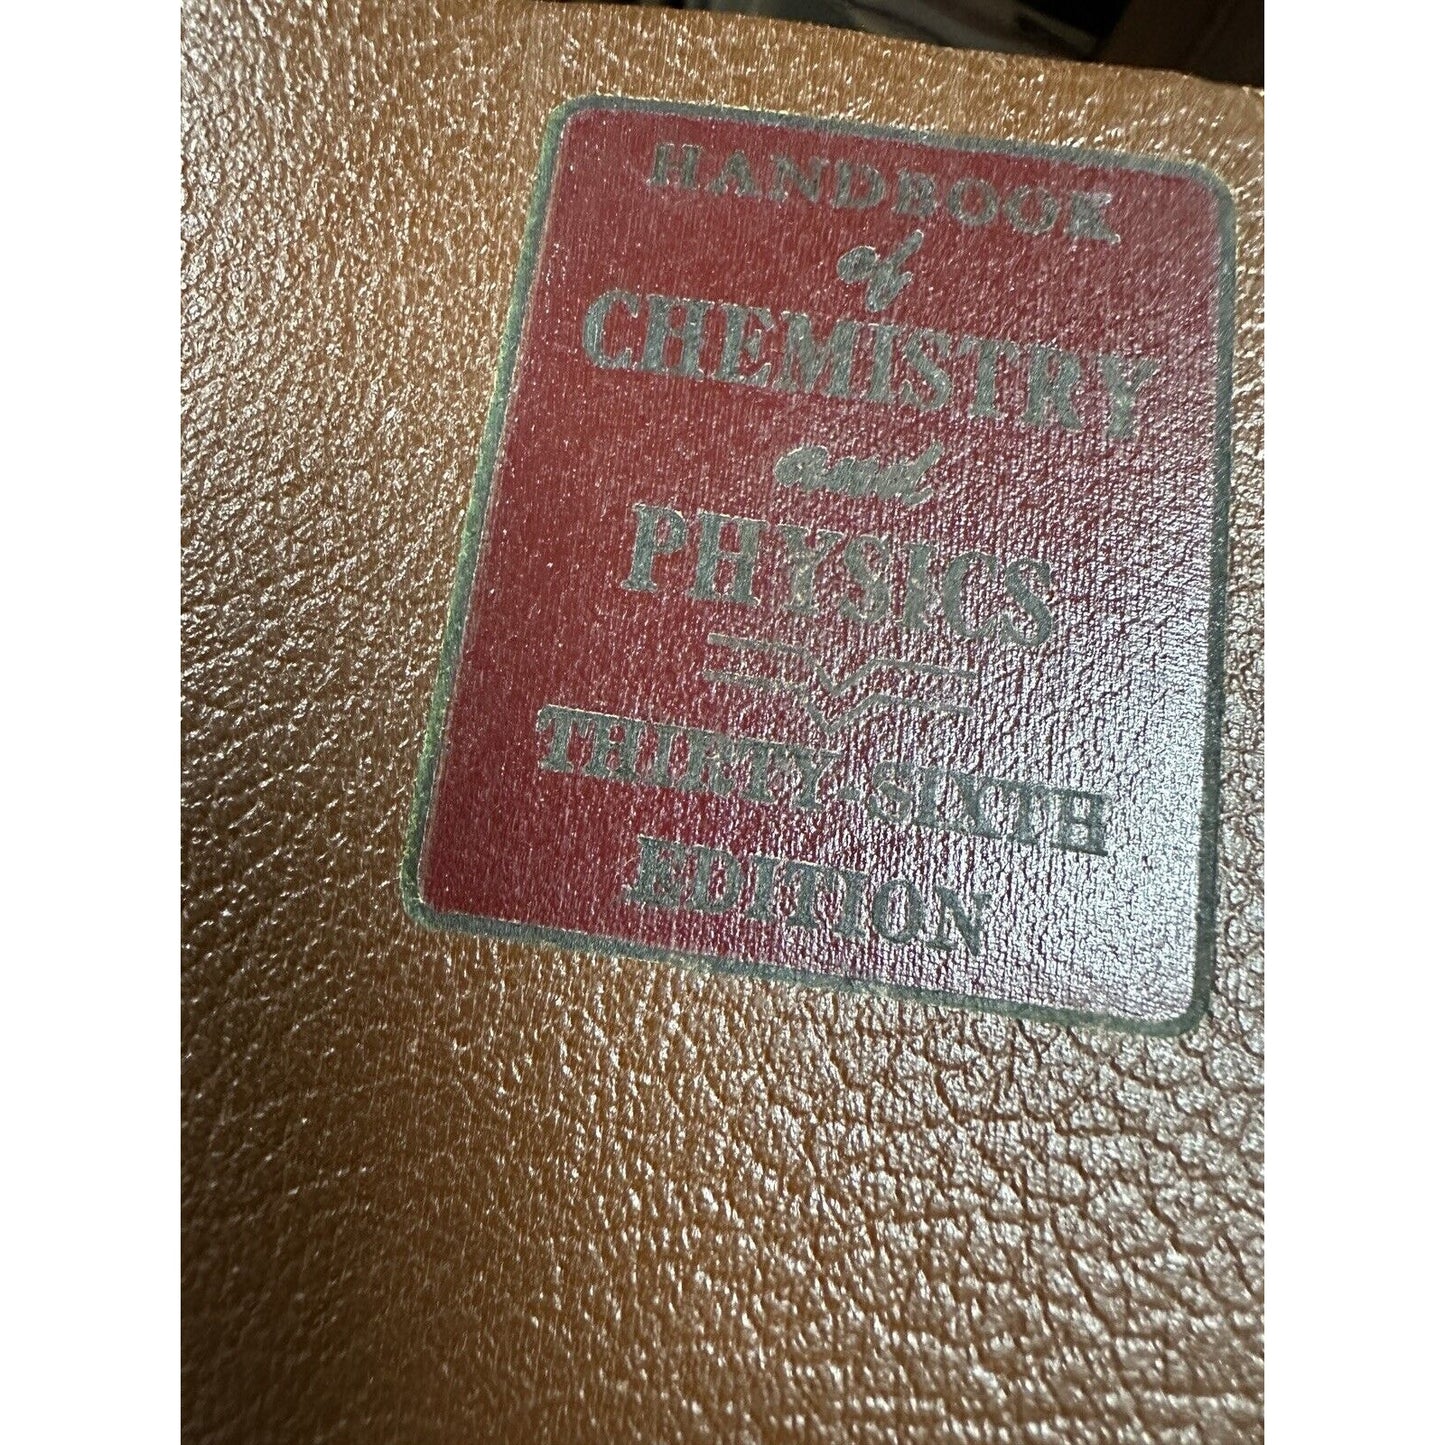 HANDBOOK
of
CHEMISTRY
and
PHYSICS
THIRTY-SIXTH
EDITION